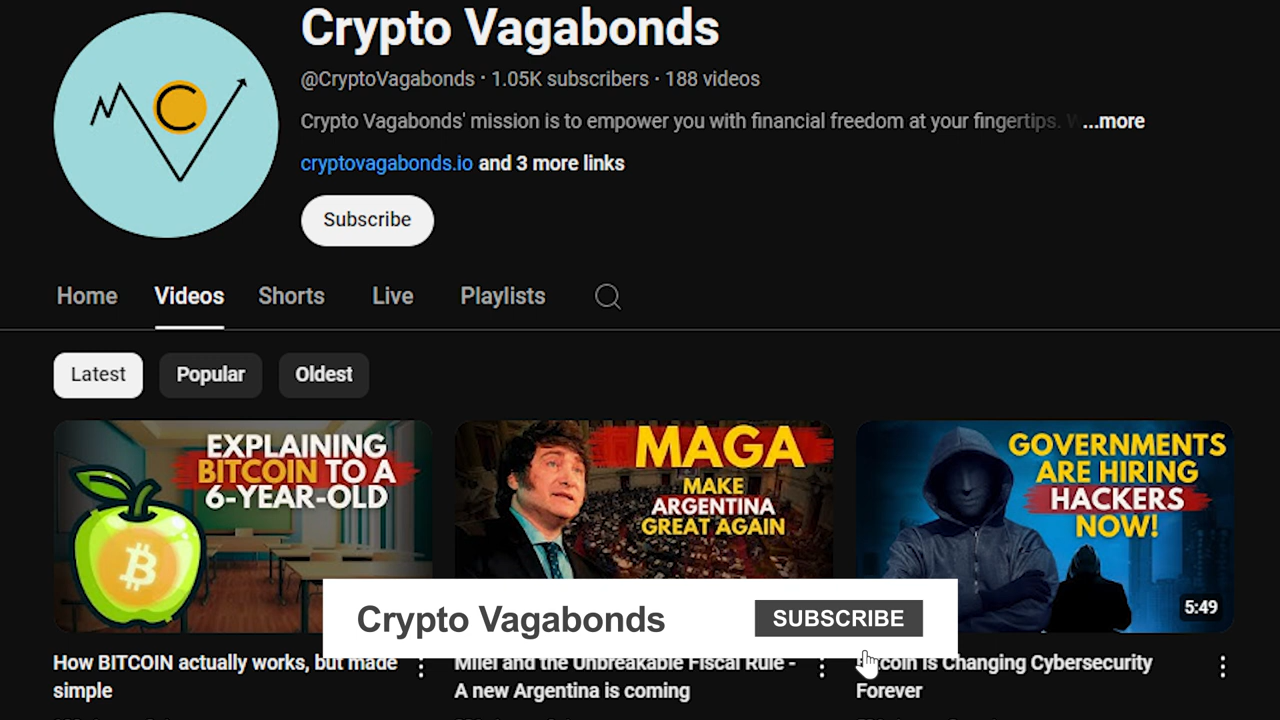 Crypto Vagabonds
@CryptoVagabonds · 1.05K subscribers · 188 videos
Crypto Vagabonds' mission is to empower you with financial freedom at your fingertips. ...more
cryptovagabonds.io and 3 more links
Subscribe
Home Videos Shorts Live Playlists
Latest Popular Oldest
EXPLAINING
BITCOIN TO A
6-YEAR-OLD
MAGA
MAKE
ARGENTINA
GREAT AGAIN
GOVERNMENTS
ARE HIRING
HACKERS
NOW!
5:49
Crypto Vagabonds SUBSCRIBE
How BITCOIN actually works, but made
simple
Milei and the Unbreakable Fiscal Rule -
A new Argentina is coming
Bitcoin is Changing Cybersecurity
Forever